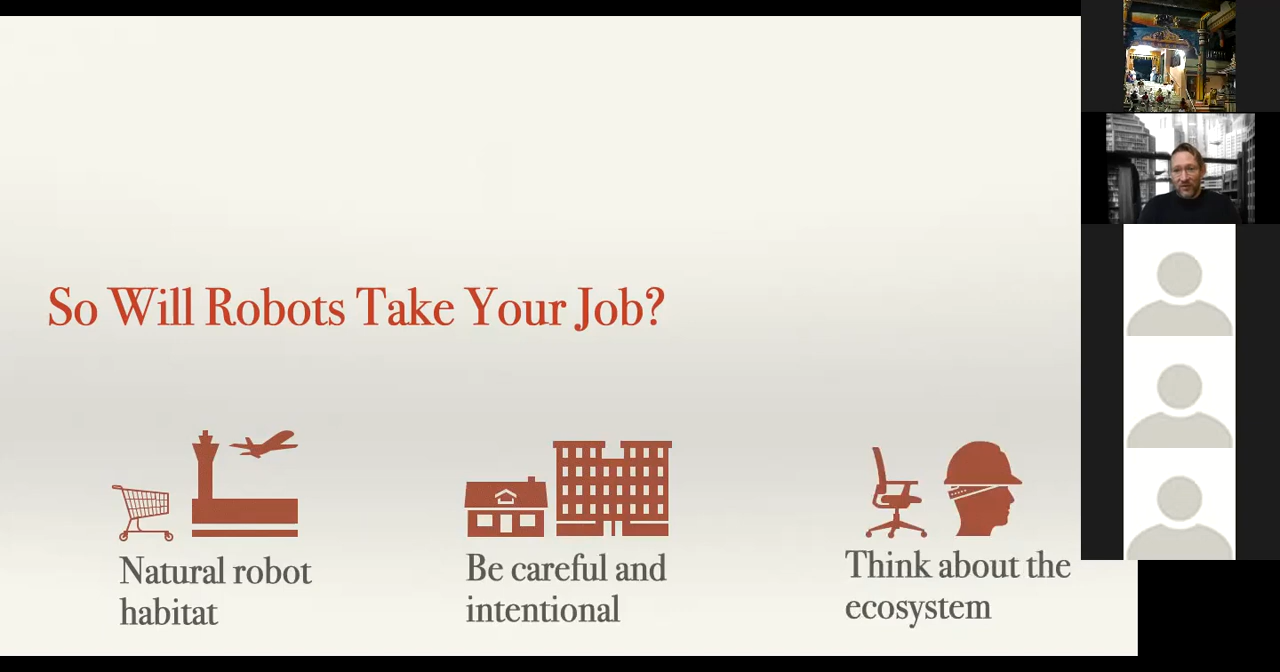 So Will Robots Take Your Job?
Natural robot
habitat
Be careful and
intentional
Think about the
ecosystem